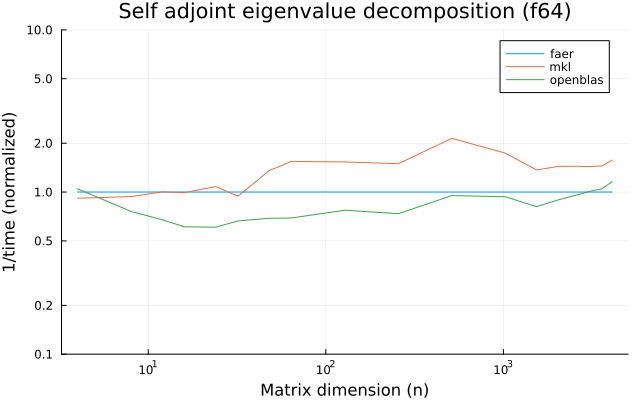 Self adjoint eigenvalue decomposition (f64)
10.0
5.0
2.0
1.0
0.5
0.2
0.1
1/time (normalized)
faer
mkl
openblas
10¹
10²
10³
Matrix dimension (n)